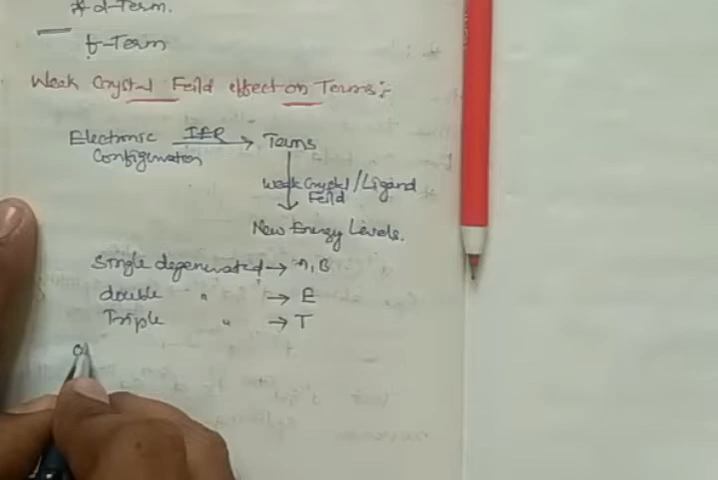 * d-Term.
f-Term
Weak Crystal Feild effect on Terms:-
Electronic Configuration IER → Terms
Weak Crystal/Ligand Feild
New Energy Levels.
Single degenerated → A, B
double " → E
Triple " → T